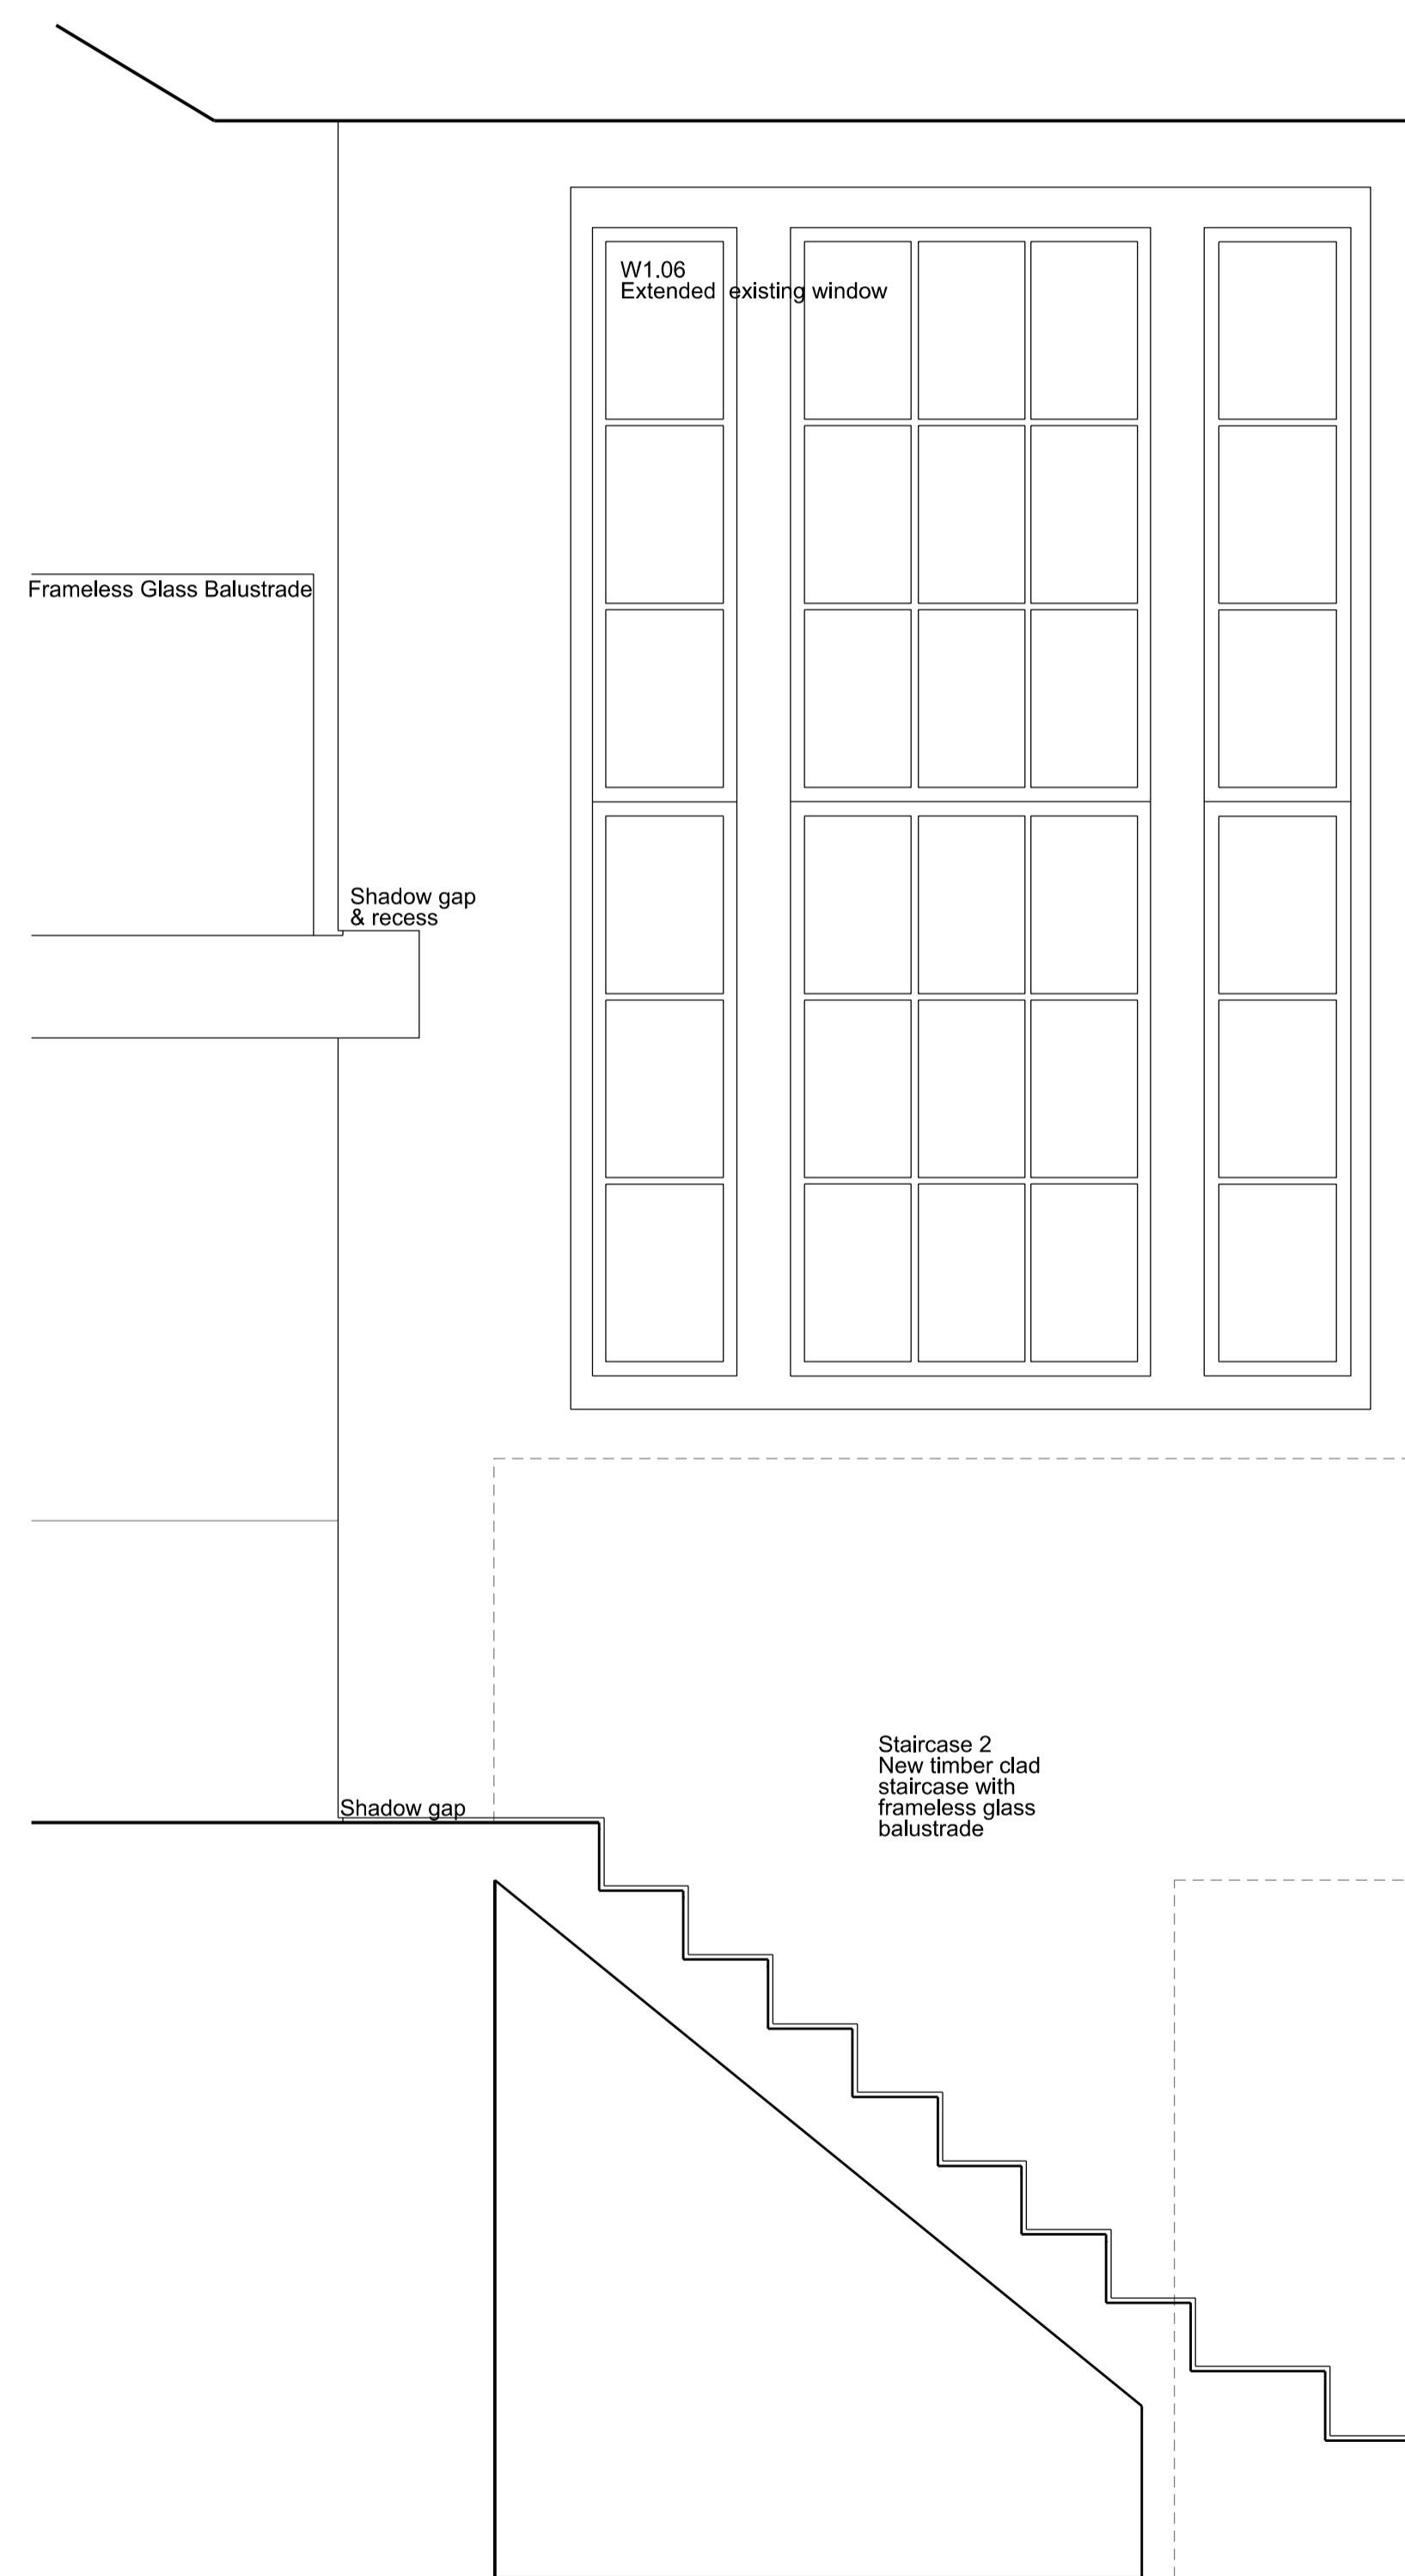 W1.06
Extended existing window
Frameless Glass Balustrade
Shadow gap
& recess
Staircase 2
New timber clad
staircase with
frameless glass
balustrade
Shadow gap